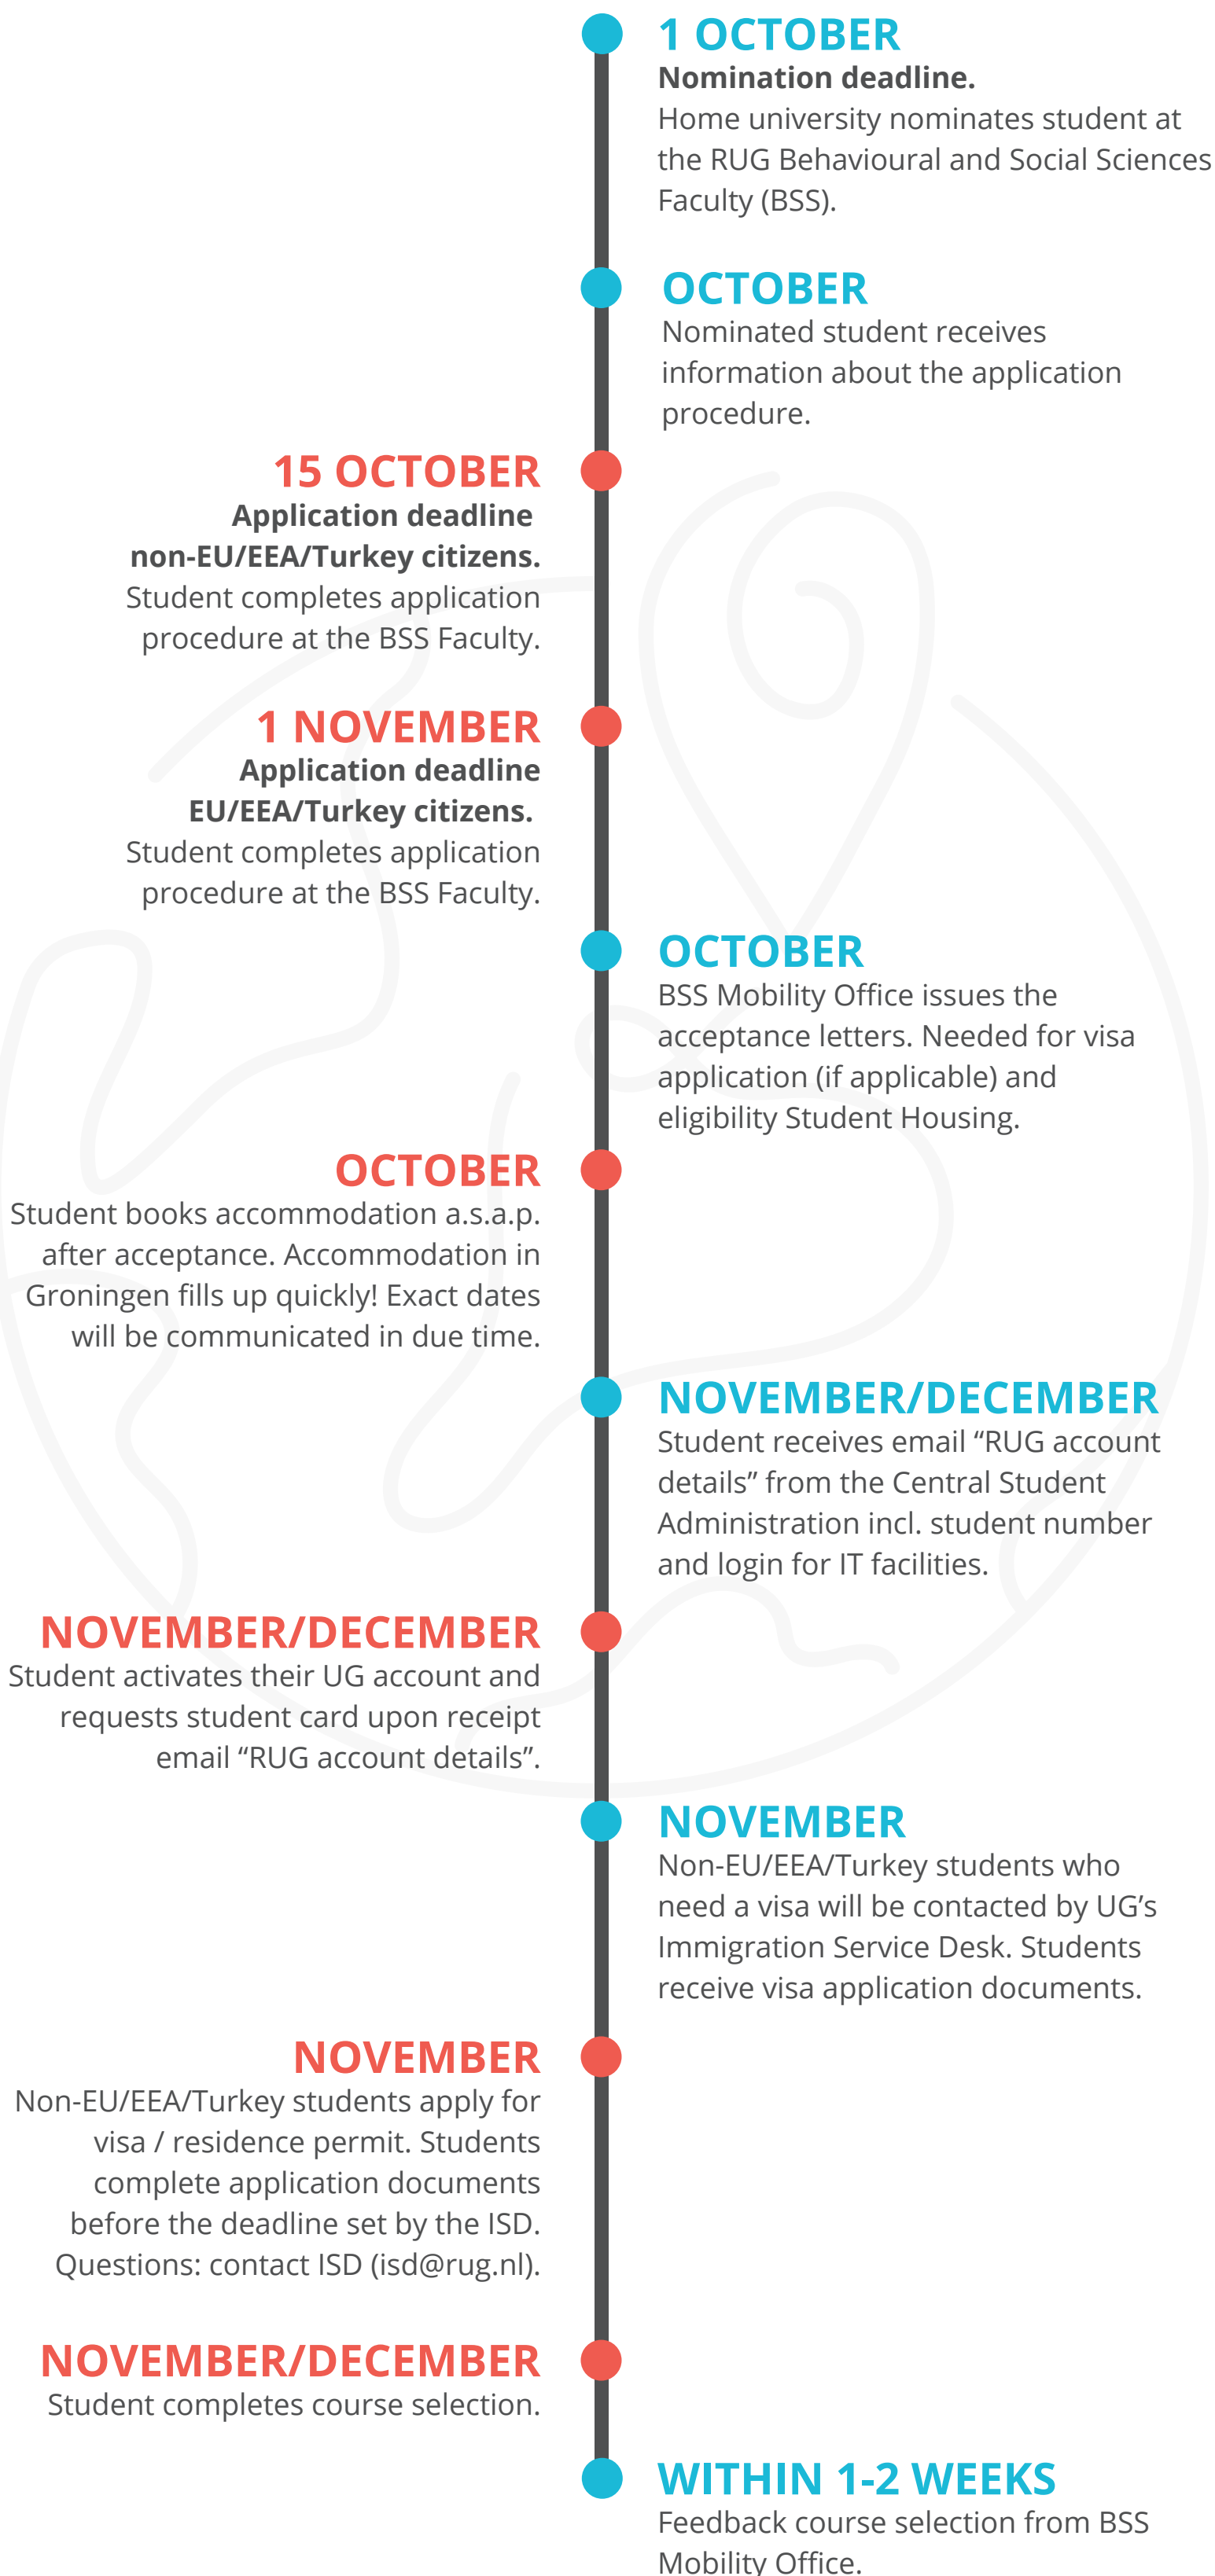 1 OCTOBER
Nomination deadline.
Home university nominates student at
the RUG Behavioural and Social Sciences
Faculty (BSS).
OCTOBER
Nominated student receives
information about the application
procedure.
15 OCTOBER
Application deadline
non-EU/EEA/Turkey citizens.
Student completes application
procedure at the BSS Faculty.
1 NOVEMBER
Application deadline
EU/EEA/Turkey citizens.
Student completes application
procedure at the BSS Faculty.
OCTOBER
BSS Mobility Office issues the
acceptance letters. Needed for visa
application (if applicable) and
eligibility Student Housing.
OCTOBER
Student books accommodation a.s.a.p.
after acceptance. Accommodation in
Groningen fills up quickly! Exact dates
will be communicated in due time.
NOVEMBER/DECEMBER
Student receives email “RUG account
details” from the Central Student
Administration incl. student number
and login for IT facilities.
NOVEMBER/DECEMBER
Student activates their UG account and
requests student card upon receipt
email “RUG account details”.
NOVEMBER
Non-EU/EEA/Turkey students who
need a visa will be contacted by UG’s
Immigration Service Desk. Students
receive visa application documents.
NOVEMBER
Non-EU/EEA/Turkey students apply for
visa / residence permit. Students
complete application documents
before the deadline set by the ISD.
Questions: contact ISD (isd@rug.nl).
NOVEMBER/DECEMBER
Student completes course selection.
WITHIN 1-2 WEEKS
Feedback course selection from BSS
Mobility Office.